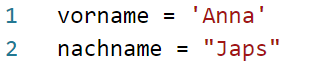 1 vorname = 'Anna'
2 nachname = "Japs"